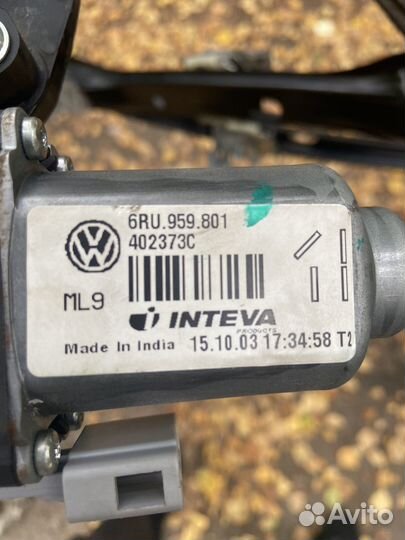 6RU.959.801
402373C
ML9
INTEVA
PRODUCTS
Made In India 15.10.03 17:34:58 T2
Avito